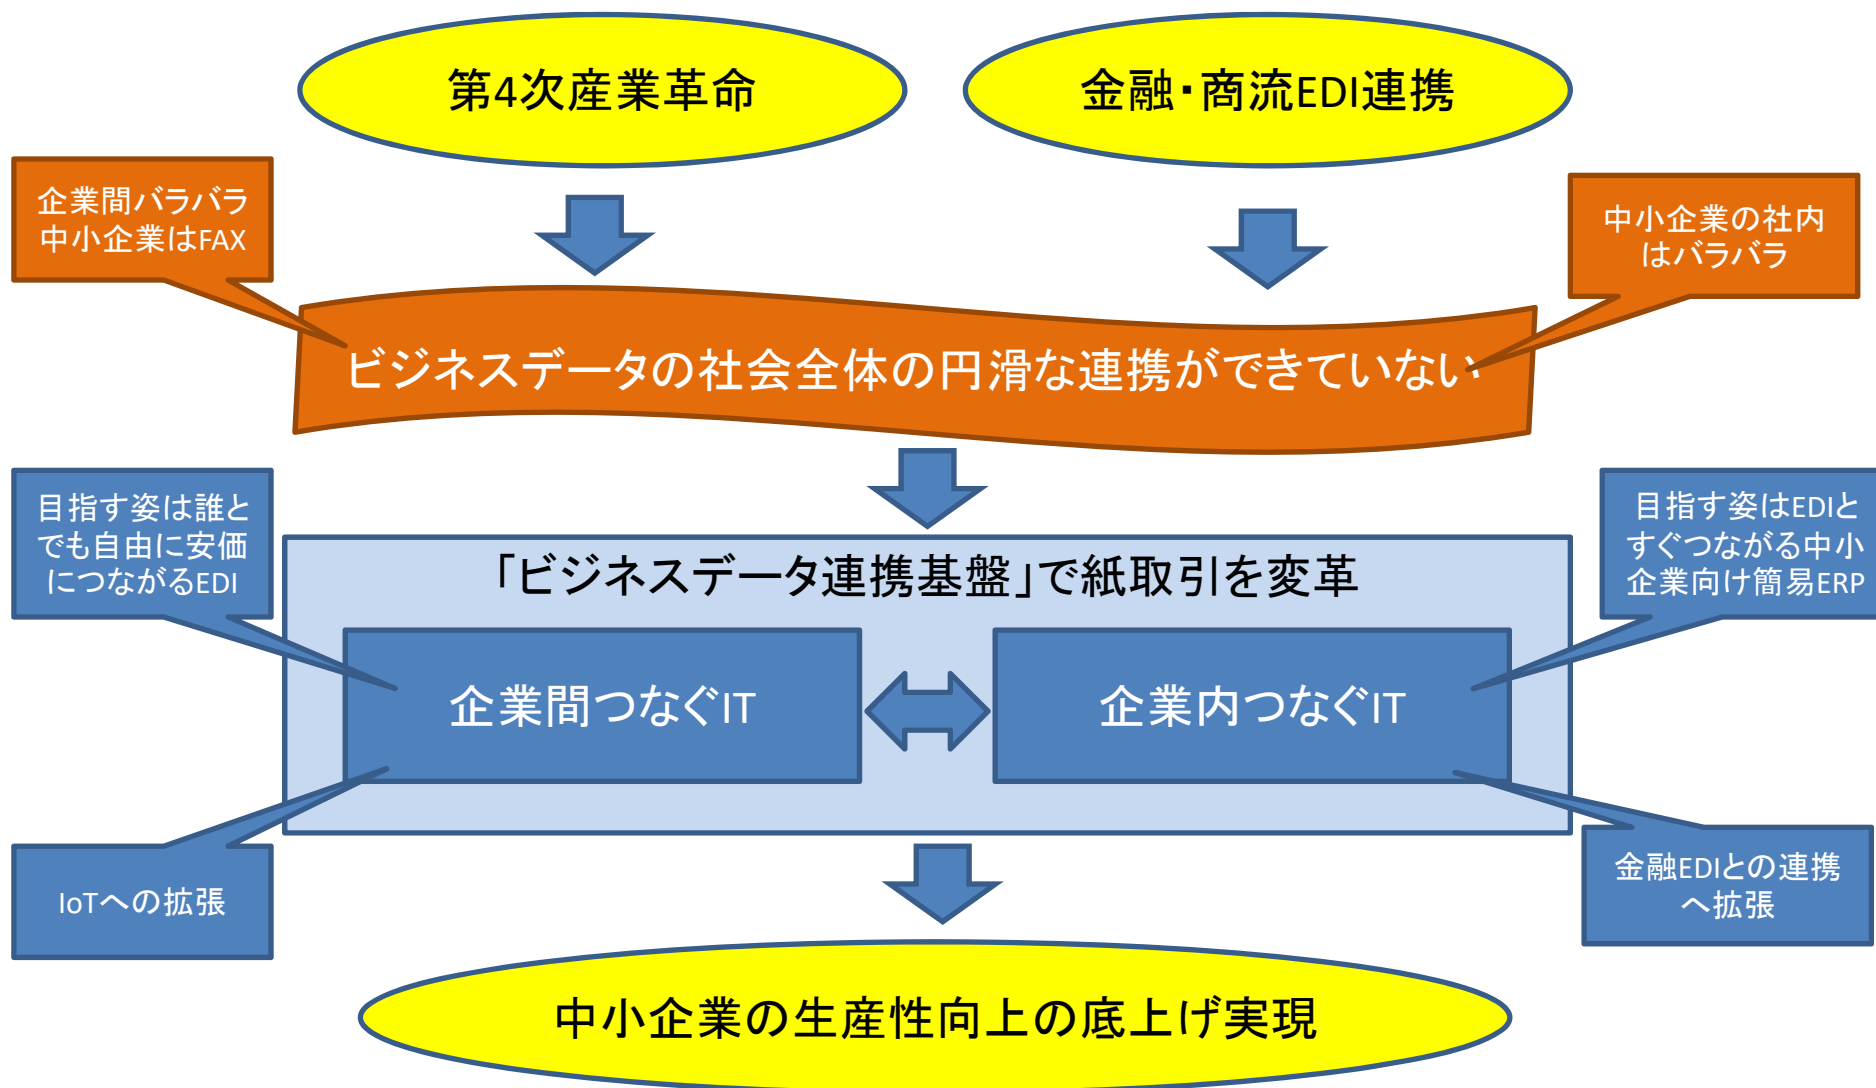 第4次産業革命
金融・商流EDI連携
企業間バラバラ
中小企業はFAX
中小企業の社内
はバラバラ
ビジネスデータの社会全体の円滑な連携ができていない
目指す姿は誰と
でも自由に安価
につながるEDI
目指す姿はEDIと
すぐつながる中小
企業向け簡易ERP
「ビジネスデータ連携基盤」で紙取引を変革
企業間つなぐIT
企業内つなぐIT
IoTへの拡張
金融EDIとの連携
へ拡張
中小企業の生産性向上の底上げ実現